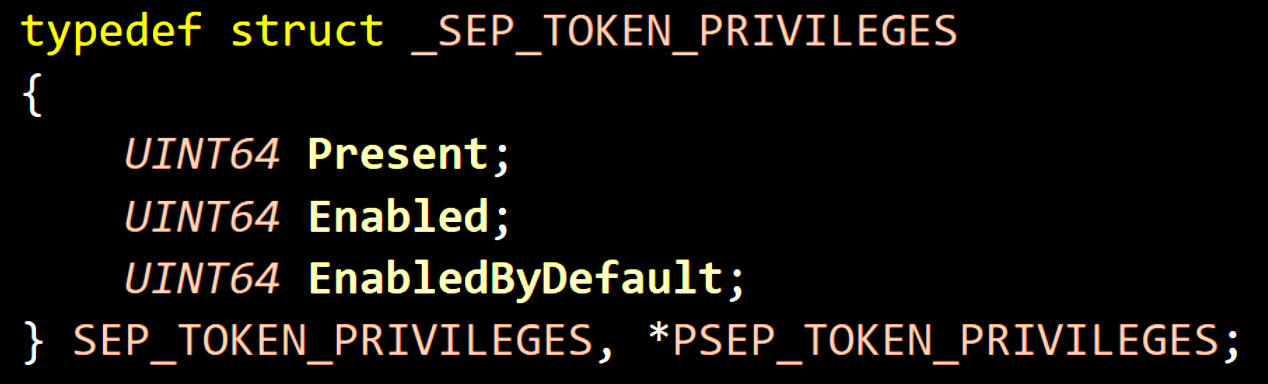 typedef struct _SEP_TOKEN_PRIVILEGES
{
    UINT64 Present;
    UINT64 Enabled;
    UINT64 EnabledByDefault;
} SEP_TOKEN_PRIVILEGES, *PSEP_TOKEN_PRIVILEGES;